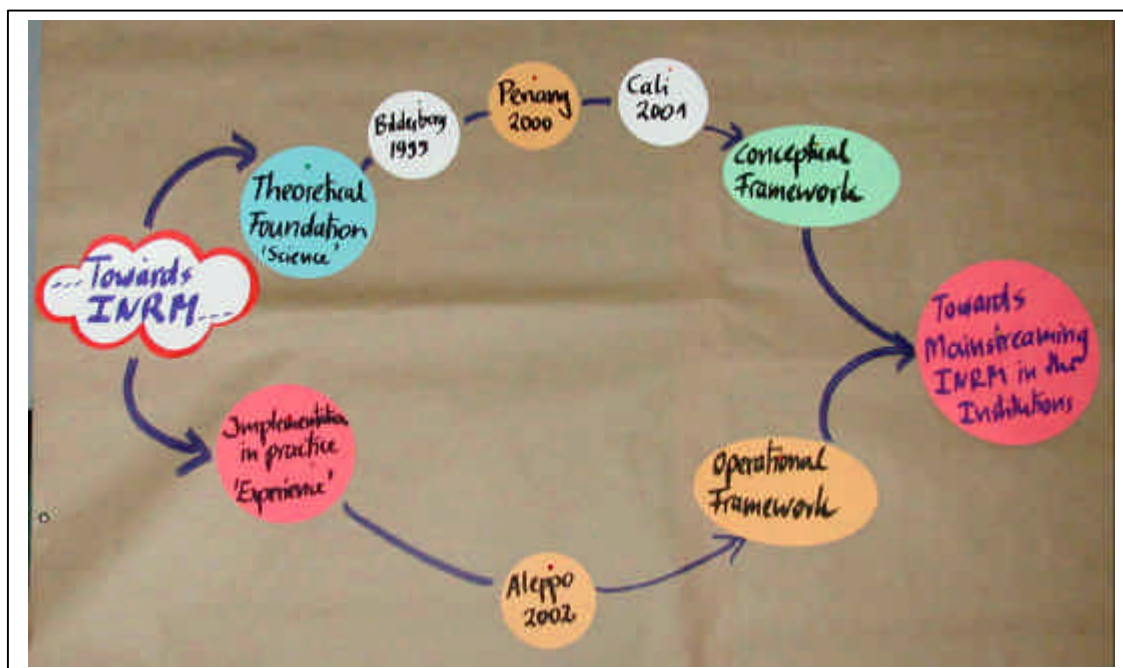 Towards
INRM
Theoretical
Foundation
'Science'
Bilderberg
1999
Penang
2000
Cali
2001
Conceptual
Framework
Implementation
in practice
'Experience'
Aleppo
2002
Operational
Framework
Towards
Mainstreaming
INRM in the
Institutions